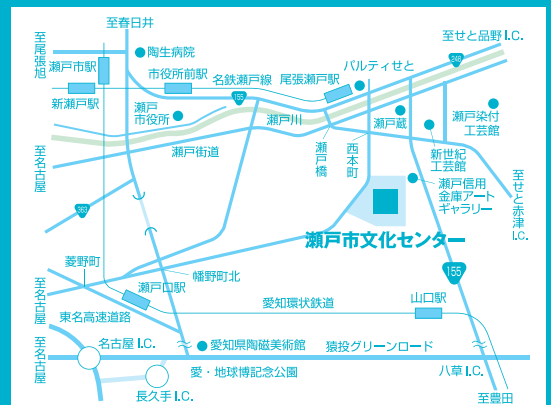 至春日井
至尾張旭
陶生病院
至せと品野 I.C.
瀬戸市駅
市役所前駅
名鉄瀬戸線
尾張瀬戸駅
パルティせと
248
新瀬戸駅
155
瀬戸
市役所
瀬戸川
瀬戸蔵
瀬戸染付
工芸館
至名古屋
瀬戸街道
瀬戸橋
西本町
新世紀
工芸館
瀬戸信用
金庫アート
ギャラリー
至せと赤津I.C.
363
瀬戸市文化センター
菱野町
幡野町北
155
至名古屋
瀬戸口駅
愛知環状鉄道
山口駅
東名高速道路
至名古屋
名古屋 I.C.
愛知県陶磁美術館
猿投グリーンロード
愛・地球博記念公園
八草 I.C.
長久手 I.C.
至豊田